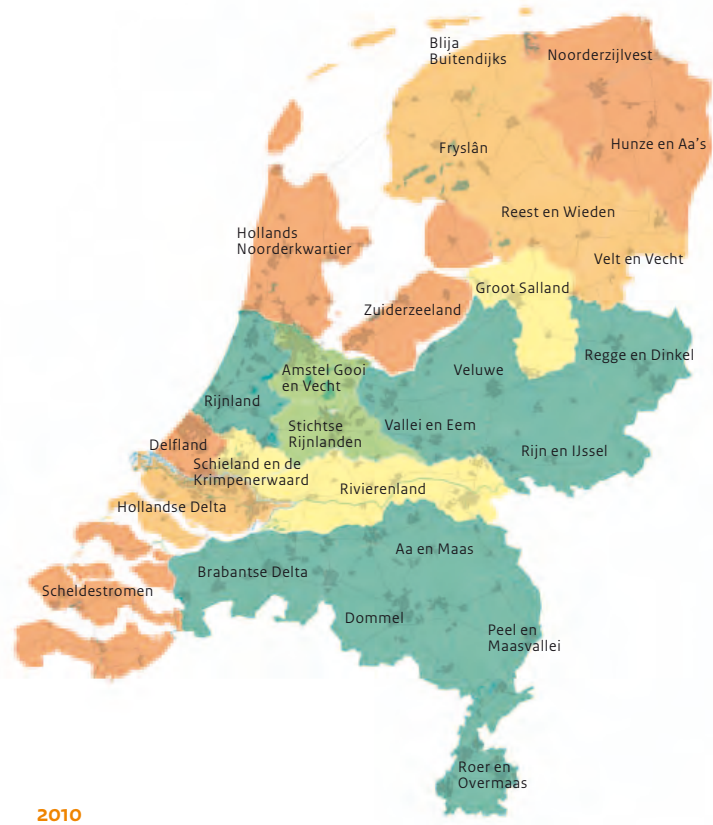 Blija
Buitendijks
Noorderzijlvest
Fryslân
Hunze en Aa's
Reest en Wieden
Hollands
Noorderkwartier
Velt en Vecht
Groot Salland
Zuiderzeeland
Regge en Dinkel
Amstel Gooi
en Vecht
Veluwe
Rijnland
Stichtse
Rijnlanden
Vallei en Eem
Delfland
Rijn en IJssel
Schieland en de
Krimpenerwaard
Rivierenland
Hollandse Delta
Aa en Maas
Brabantse Delta
Scheldestromen
Dommel
Peel en
Maasvallei
Roer en
Overmaas
2010